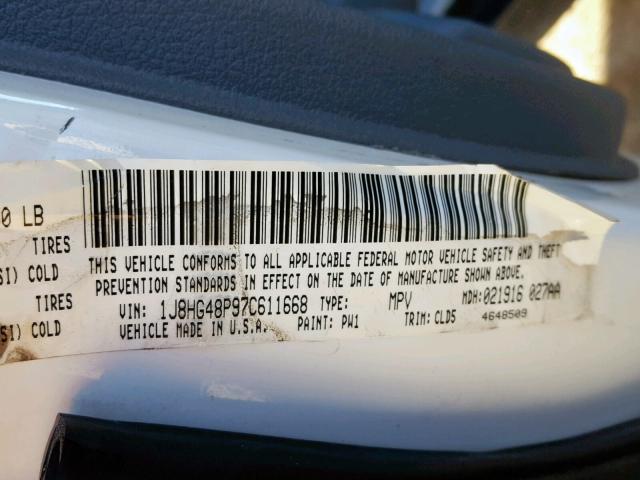 0 LB
TIRES
SI) COLD
TIRES
SI) COLD
THIS VEHICLE CONFORMS TO ALL APPLICABLE FEDERAL MOTOR VEHICLE SAFETY AND THEFT
PREVENTION STANDARDS IN EFFECT ON THE DATE OF MANUFACTURE SHOWN ABOVE.
VIN: 1J8HG48P97C611668 TYPE: MPV MDH:021916 027AA
VEHICLE MADE IN U.S.A. PAINT: PW1 TRIM: CLD5 4648509